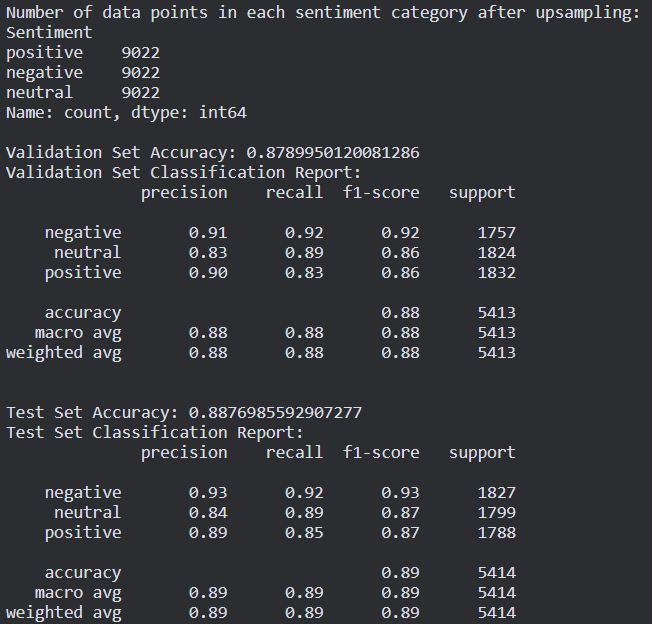 Number of data points in each sentiment category after upsampling:
Sentiment
positive    9022
negative    9022
neutral     9022
Name: count, dtype: int64

Validation Set Accuracy: 0.8789950120081286
Validation Set Classification Report:
              precision    recall  f1-score   support

    negative       0.91      0.92      0.92      1757
     neutral       0.83      0.89      0.86      1824
    positive       0.90      0.83      0.86      1832

    accuracy                           0.88      5413
   macro avg       0.88      0.88      0.88      5413
weighted avg       0.88      0.88      0.88      5413


Test Set Accuracy: 0.8876985592907277
Test Set Classification Report:
              precision    recall  f1-score   support

    negative       0.93      0.92      0.93      1827
     neutral       0.84      0.89      0.87      1799
    positive       0.89      0.85      0.87      1788

    accuracy                           0.89      5414
   macro avg       0.89      0.89      0.89      5414
weighted avg       0.89      0.89      0.89      5414